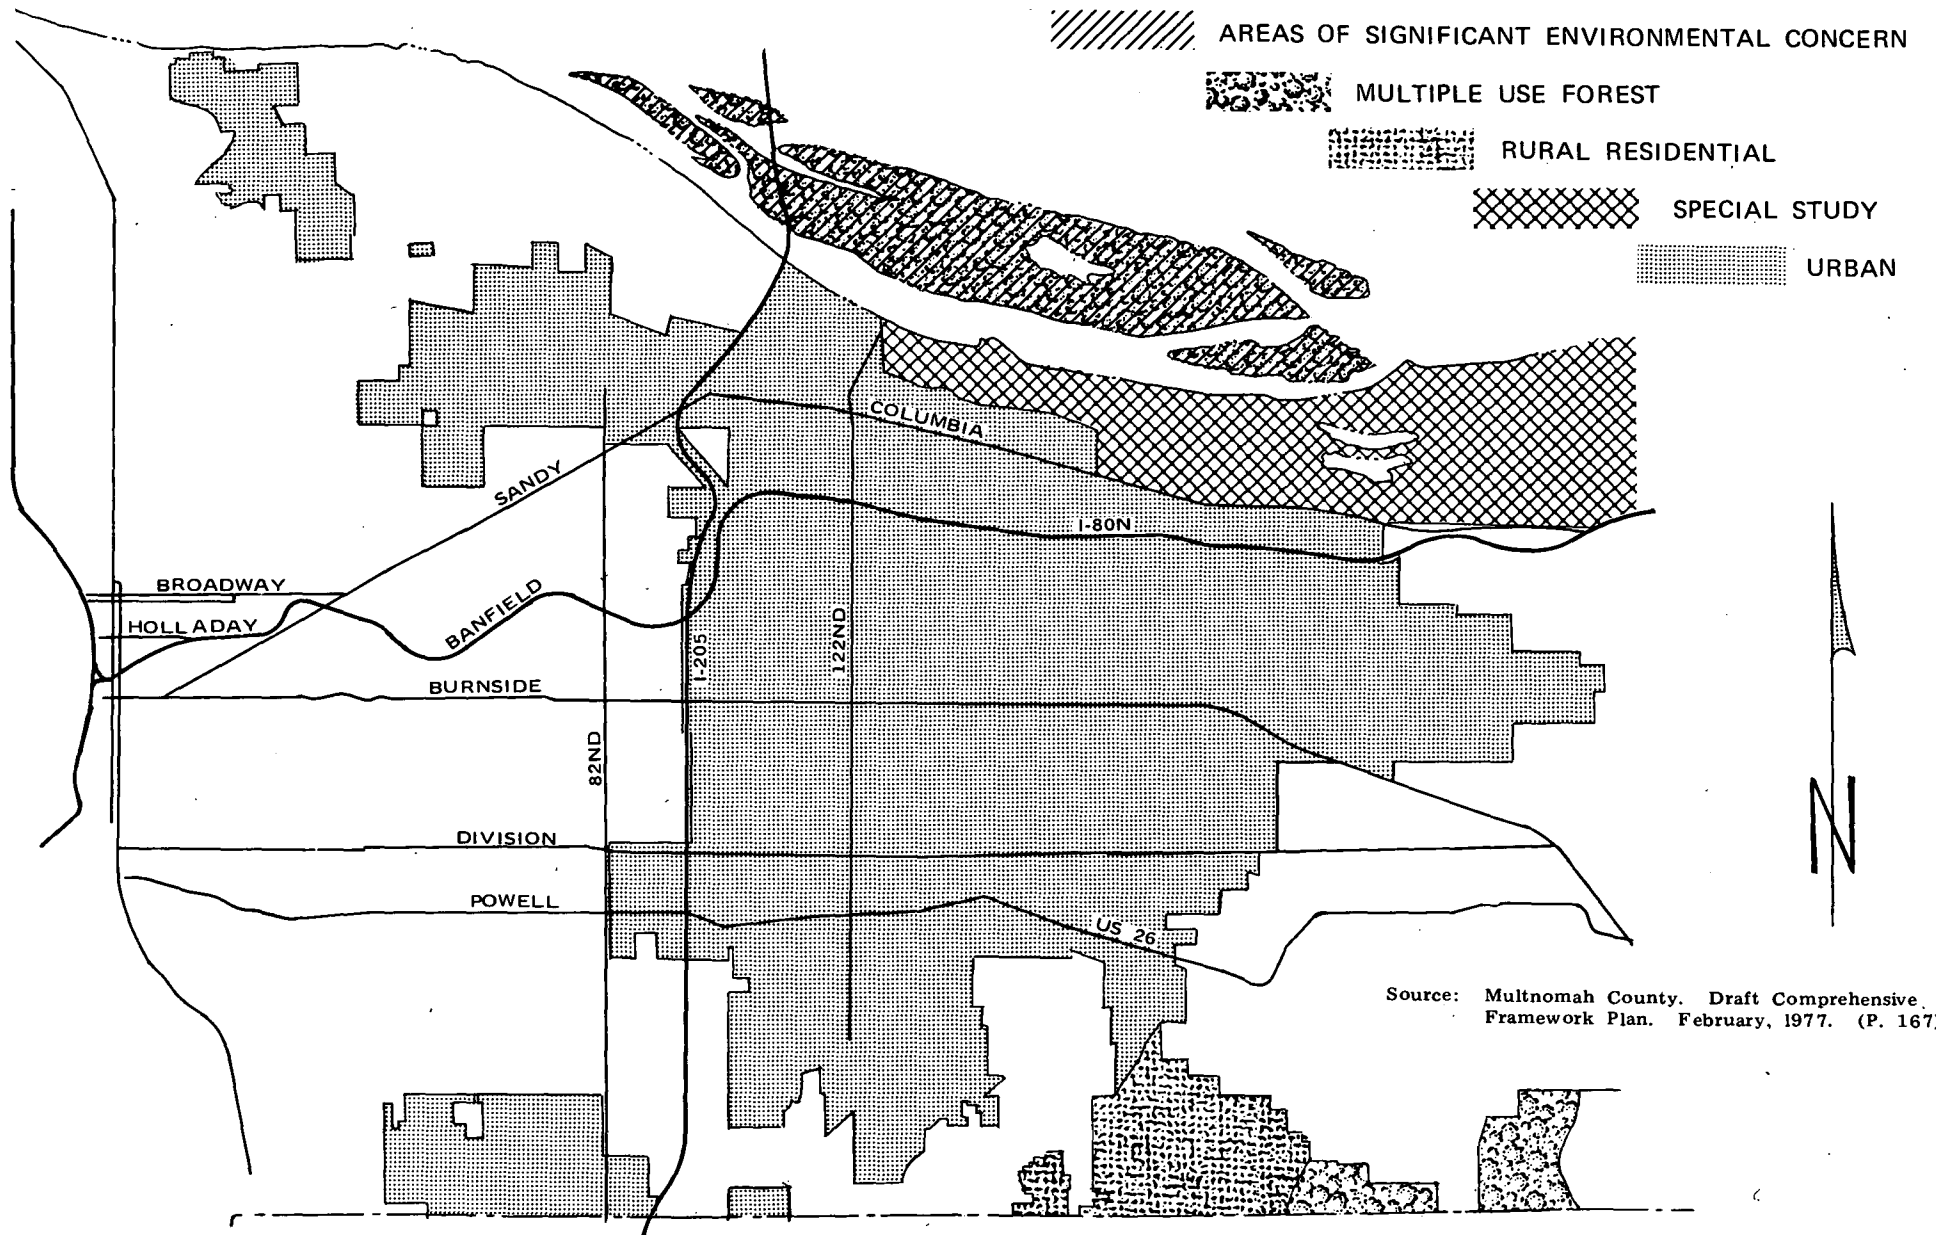 AREAS OF SIGNIFICANT ENVIRONMENTAL CONCERN
MULTIPLE USE FOREST
RURAL RESIDENTIAL
SPECIAL STUDY
URBAN
COLUMBIA
SANDY
I-80N
BROADWAY
BANFIELD
HOLLADAY
I-205
122ND
BURNSIDE
82ND
DIVISION
POWELL
US 26
N
Source: Multnomah County. Draft Comprehensive
Framework Plan. February, 1977. (P. 167)